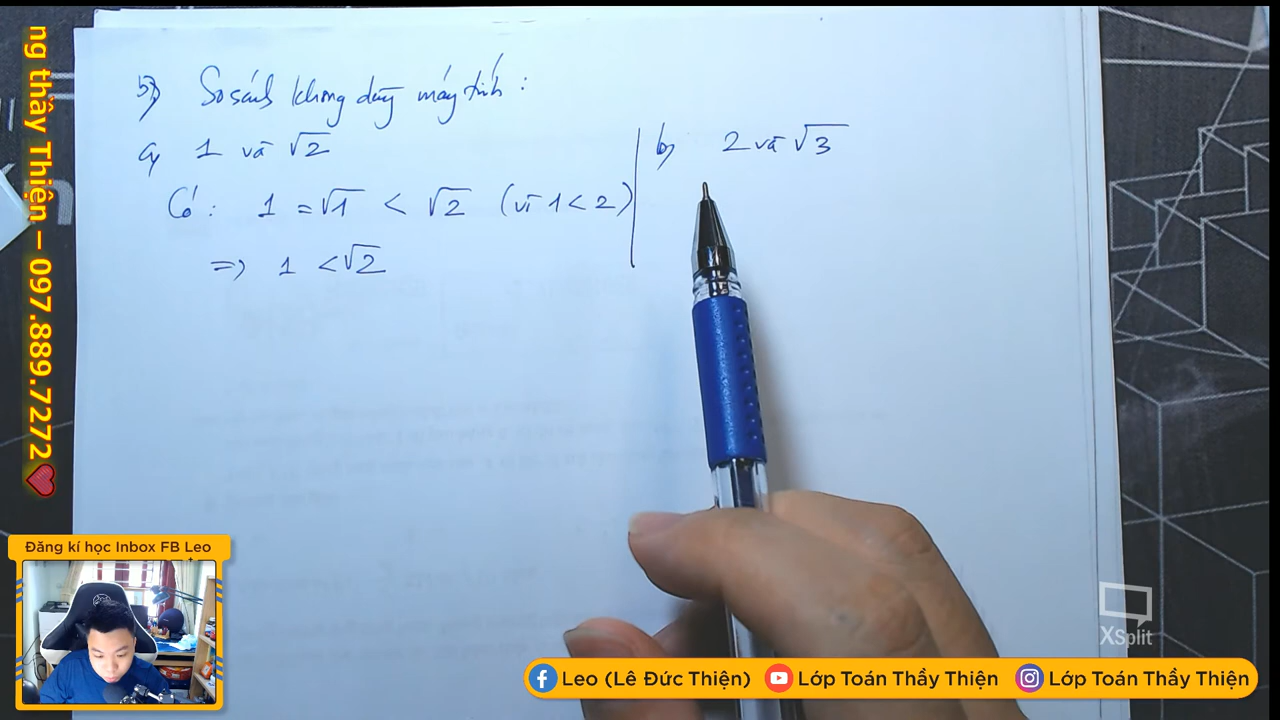 5) So sánh không dùng máy tính :
a) 1 và √2
Có : 1 = √1 < √2 (vì 1 < 2)
=> 1 < √2
b) 2 và √3
ng thầy Thiện – 097.889.7272❤
Đăng kí học Inbox FB Leo
XSplit
Leo (Lê Đức Thiện)
Lớp Toán Thầy Thiện
Lớp Toán Thầy Thiện